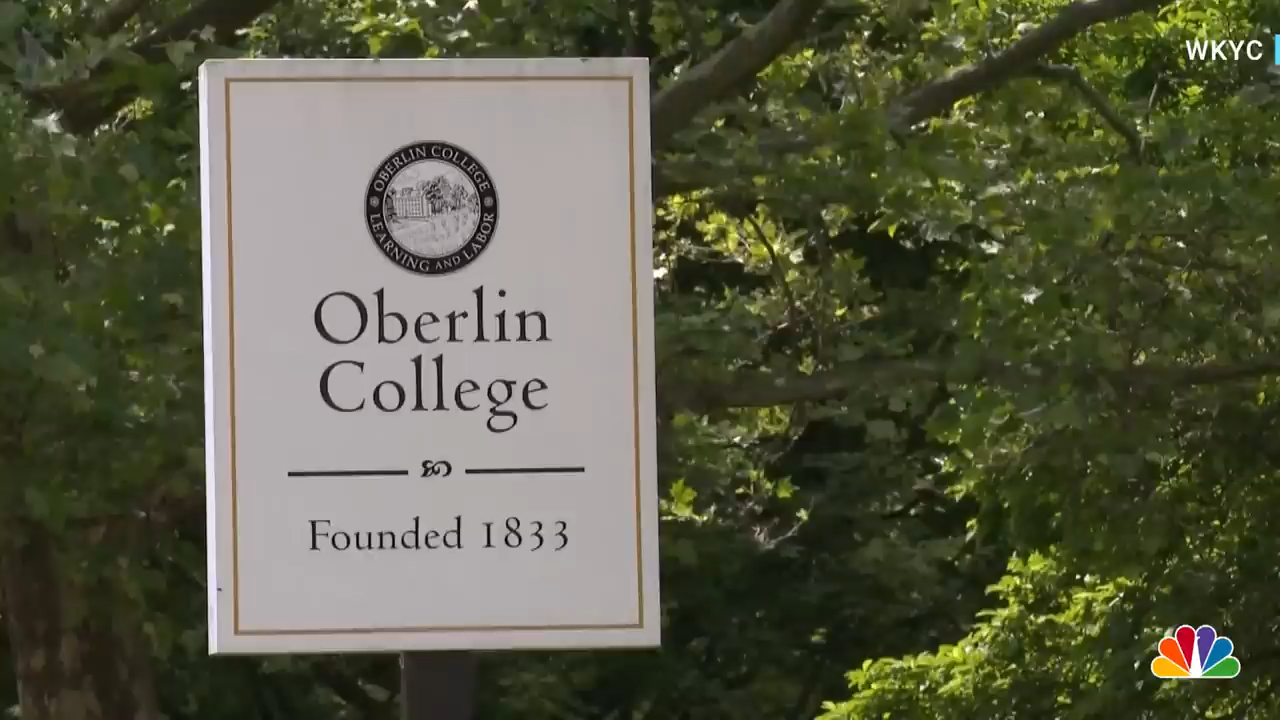 WKYC
OBERLIN COLLEGE
LEARNING AND LABOR
Oberlin
College
Founded 1833